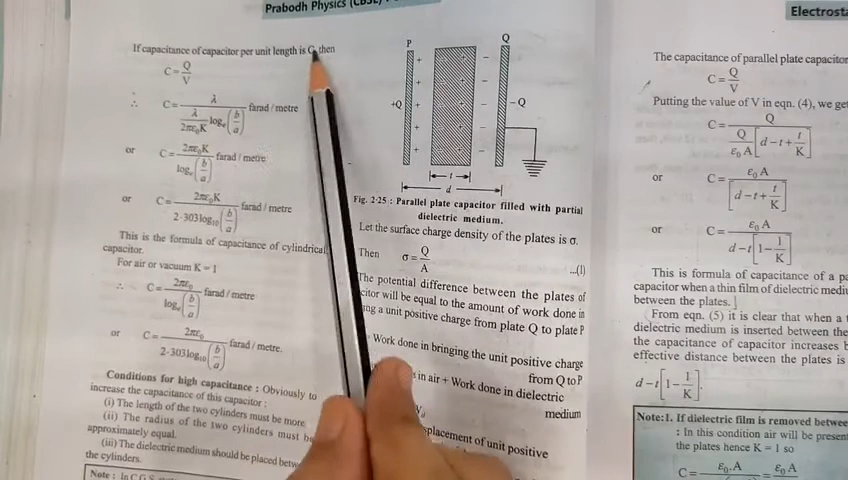 Prabodh Physics (CBSE)
Electrost
If capacitance of capacitor per unit length is C, then
C = Q/V
∴ C = λ / (λ/2πε₀K logₑ(b/a)) farad / metre
or C = 2πε₀K / logₑ(b/a) farad / metre
or C = 2πε₀K / 2·303 log₁₀(b/a) farad / metre
This is the formula of capacitance of cylindrical
capacitor.
For air or vacuum K = 1
∴ C = 2πε₀ / logₑ(b/a) farad / metre
or C = 2πε₀ / 2·303 log₁₀(b/a) farad / metre.
Conditions for high capacitance : Obviously to
increase the capacitance of this capacitor :
(i) The length of the two cylinders must be more
(ii) The radius of the two cylinders must b
approximately equal.
(iii) The dielectric medium should be placed betw
the cylinders.
Note : In C.G.S.
P
Q
+Q
–Q
t
d
Fig. 2·25 : Parallel plate capacitor filled with partial
dielectric medium.
Let the surface charge density of the plates is σ.
Then σ = Q/A ...(1)
The potential difference between the plates of
citor will be equal to the amount of work done in
ing a unit positive charge from plate Q to plate P
Work done in bringing the unit positive charge
from Q to P
in air + Work done in dielectric
medium
splacement of unit positive
The capacitance of parallel plate capacitor
C = Q/V
Putting the value of V in eqn. (4), we ge
C = Q / (Q/ε₀A [d – t + t/K])
or C = ε₀A / [d – t + t/K]
or C = ε₀A / d – t[1 – 1/K]
This is formula of capacitance of a pa
capacitor when a thin film of dielectric medi
between the plates.
From eqn. (5) it is clear that when a
dielectric medium is inserted between the
the capacitance of capacitor increases b
effective distance between the plates is
d – t[1 – 1/K].
Note:1. If dielectric film is removed betwee
: In this condition air will be present
the plates hence K = 1 so
C = ε₀.A = ε₀A